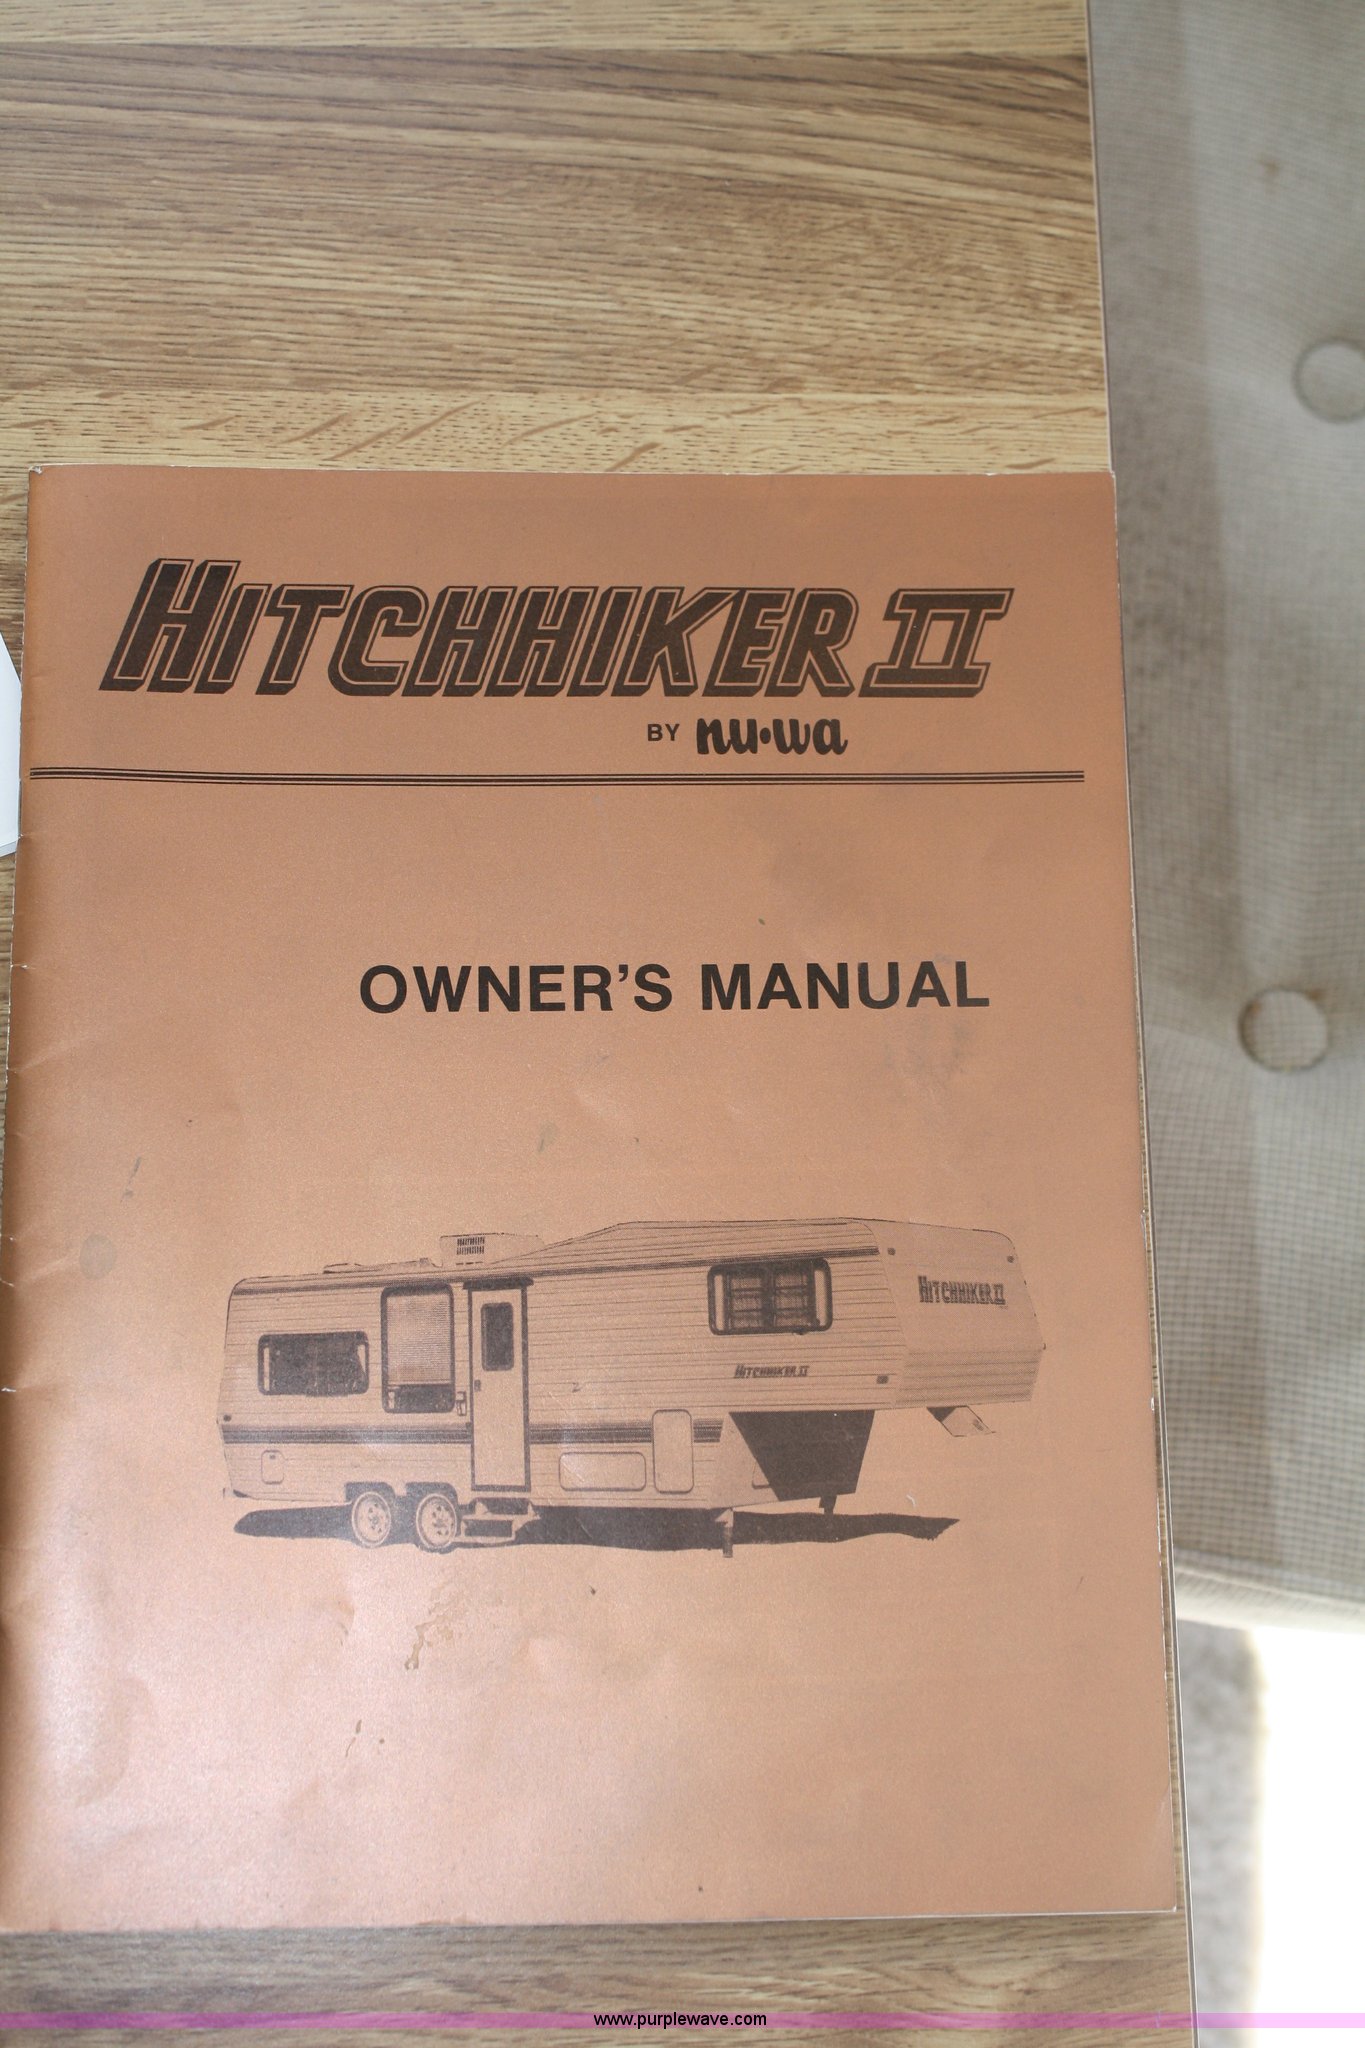 HITCHHIKER II
BY nu·wa
OWNER'S MANUAL
HITCHHIKER II
HITCHHIKER II
www.purplewave.com